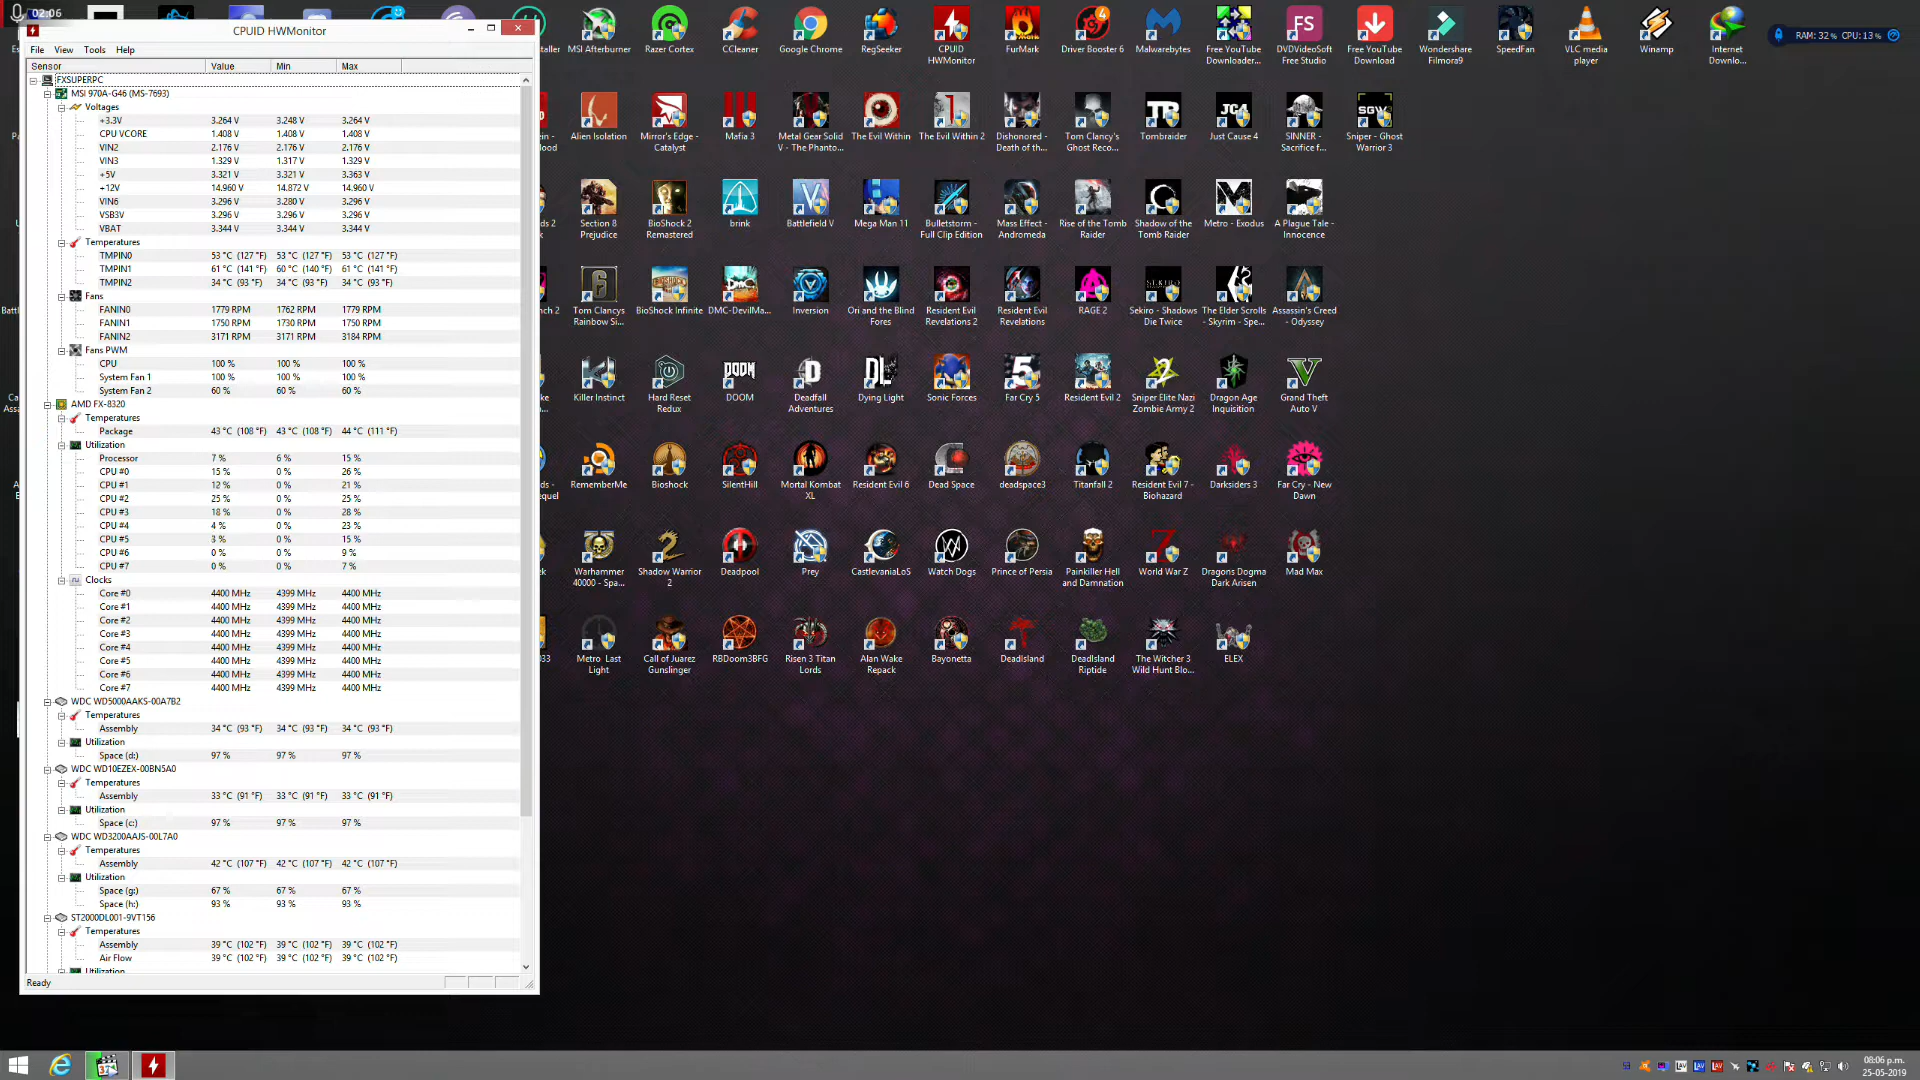 02:06
CPUID HWMonitor
File View Tools Help
Sensor Value Min Max
FXSUPERPC
MSI 970A-G46 (MS-7693)
Voltages
+3.3V 3.264 V 3.248 V 3.264 V
CPU VCORE 1.408 V 1.408 V 1.408 V
VIN2 2.176 V 2.176 V 2.176 V
VIN3 1.329 V 1.317 V 1.329 V
+5V 3.321 V 3.321 V 3.363 V
+12V 14.960 V 14.872 V 14.960 V
VIN6 3.296 V 3.280 V 3.296 V
VSB3V 3.296 V 3.296 V 3.296 V
VBAT 3.344 V 3.344 V 3.344 V
Temperatures
TMPIN0 53 °C (127 °F) 53 °C (127 °F) 53 °C (127 °F)
TMPIN1 61 °C (141 °F) 60 °C (140 °F) 61 °C (141 °F)
TMPIN2 34 °C (93 °F) 34 °C (93 °F) 34 °C (93 °F)
Fans
FANIN0 1779 RPM 1762 RPM 1779 RPM
FANIN1 1750 RPM 1730 RPM 1750 RPM
FANIN2 3171 RPM 3171 RPM 3184 RPM
Fans PWM
CPU 100 % 100 % 100 %
System Fan 1 100 % 100 % 100 %
System Fan 2 60 % 60 % 60 %
AMD FX-8320
Temperatures
Package 43 °C (108 °F) 43 °C (108 °F) 44 °C (111 °F)
Utilization
Processor 7 % 6 % 15 %
CPU #0 15 % 0 % 26 %
CPU #1 12 % 0 % 21 %
CPU #2 25 % 0 % 25 %
CPU #3 18 % 0 % 28 %
CPU #4 4 % 0 % 23 %
CPU #5 3 % 0 % 15 %
CPU #6 0 % 0 % 9 %
CPU #7 0 % 0 % 7 %
Clocks
Core #0 4400 MHz 4399 MHz 4400 MHz
Core #1 4400 MHz 4399 MHz 4400 MHz
Core #2 4400 MHz 4399 MHz 4400 MHz
Core #3 4400 MHz 4399 MHz 4400 MHz
Core #4 4400 MHz 4399 MHz 4400 MHz
Core #5 4400 MHz 4399 MHz 4400 MHz
Core #6 4400 MHz 4399 MHz 4400 MHz
Core #7 4400 MHz 4399 MHz 4400 MHz
WDC WD5000AAKS-00A7B2
Temperatures
Assembly 34 °C (93 °F) 34 °C (93 °F) 34 °C (93 °F)
Utilization
Space (d:) 97 % 97 % 97 %
WDC WD10EZEX-00BN5A0
Temperatures
Assembly 33 °C (91 °F) 33 °C (91 °F) 33 °C (91 °F)
Utilization
Space (c:) 97 % 97 % 97 %
WDC WD3200AAJS-00L7A0
Temperatures
Assembly 42 °C (107 °F) 42 °C (107 °F) 42 °C (107 °F)
Utilization
Space (g:) 67 % 67 % 67 %
Space (h:) 93 % 93 % 93 %
ST2000DL001-9VT156
Temperatures
Assembly 39 °C (102 °F) 39 °C (102 °F) 39 °C (102 °F)
Air Flow 39 °C (102 °F) 39 °C (102 °F) 39 °C (102 °F)
Utilization
Ready
MSI Afterburner Razer Cortex CCleaner Google Chrome RegSeeker CPUID HWMonitor FurMark Driver Booster 6 Malwarebytes Free YouTube Downloader... DVDVideoSoft Free Studio Free YouTube Download Wondershare Filmora9 SpeedFan VLC media player Winamp Internet Downlo...
RAM: 32% CPU: 13%
Alien Isolation Mirror's Edge - Catalyst Mafia 3 Metal Gear Solid V - The Phanto... The Evil Within The Evil Within 2 Dishonored - Death of th... Tom Clancy's Ghost Reco... Tombraider Just Cause 4 SINNER - Sacrifice f... Sniper - Ghost Warrior 3
Section 8 Prejudice BioShock 2 Remastered brink Battlefield V Mega Man 11 Bulletstorm - Full Clip Edition Mass Effect - Andromeda Rise of the Tomb Raider Shadow of the Tomb Raider Metro - Exodus A Plague Tale - Innocence
Tom Clancys Rainbow Si... BioShock Infinite DMC-DevilMa... Inversion Ori and the Blind Fores Resident Evil Revelations 2 Resident Evil Revelations RAGE 2 Sekiro - Shadows Die Twice The Elder Scrolls - Skyrim - Spe... Assassin's Creed - Odyssey
Killer Instinct Hard Reset Redux DOOM Deadfall Adventures Dying Light Sonic Forces Far Cry 5 Resident Evil 2 Sniper Elite Nazi Zombie Army 2 Dragon Age Inquisition Grand Theft Auto V
RememberMe Bioshock SilentHill Mortal Kombat XL Resident Evil 6 Dead Space deadspace3 Titanfall 2 Resident Evil 7 - Biohazard Darksiders 3 Far Cry - New Dawn
Warhammer 40000 - Spa... Shadow Warrior 2 Deadpool Prey CastlevaniaLoS Watch Dogs Prince of Persia Painkiller Hell and Damnation World War Z Dragons Dogma Dark Arisen Mad Max
Metro Last Light Call of Juarez Gunslinger RBDoom3BFG Risen 3 Titan Lords Alan Wake Repack Bayonetta DeadIsland DeadIsland Riptide The Witcher 3 Wild Hunt Blo... ELEX
08:06 p.m.
25-05-2019